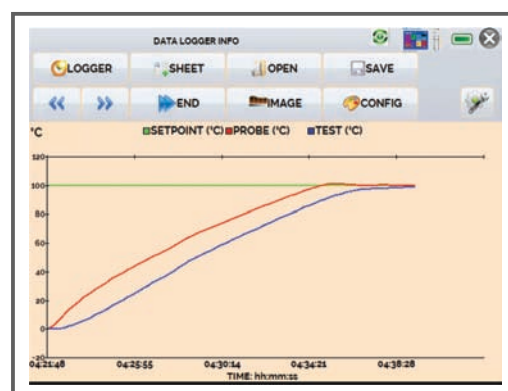 DATA LOGGER INFO
LOGGER SHEET OPEN SAVE
END IMAGE CONFIG
°C SETPOINT (°C) PROBE (°C) TEST (°C)
120
100
80
60
40
20
0
-20
04:21:48 04:25:55 04:30:14 04:34:21 04:38:28
TIME: hh:mm:ss